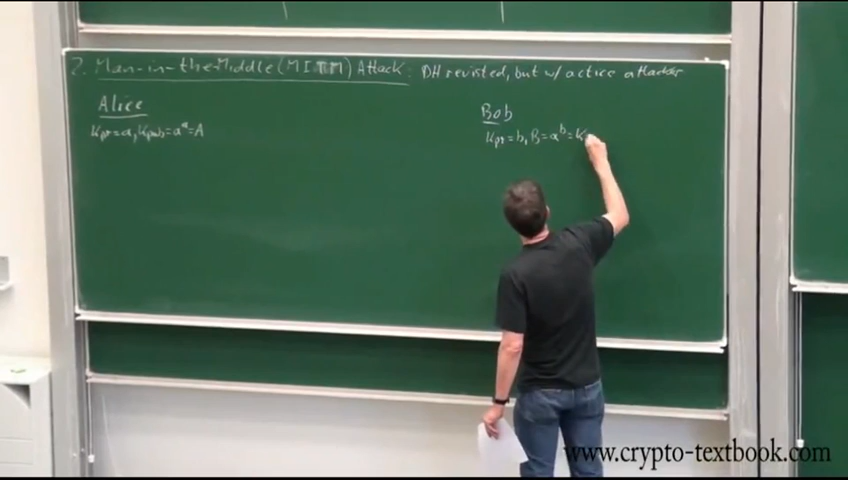 2. Man-in-the-Middle (MITM) Attack: DH revisited, but w/ active attacker
Alice
Kpr=a, Kpub=α^a=A
Bob
Kpr=b, B=α^b=K
www.crypto-textbook.com